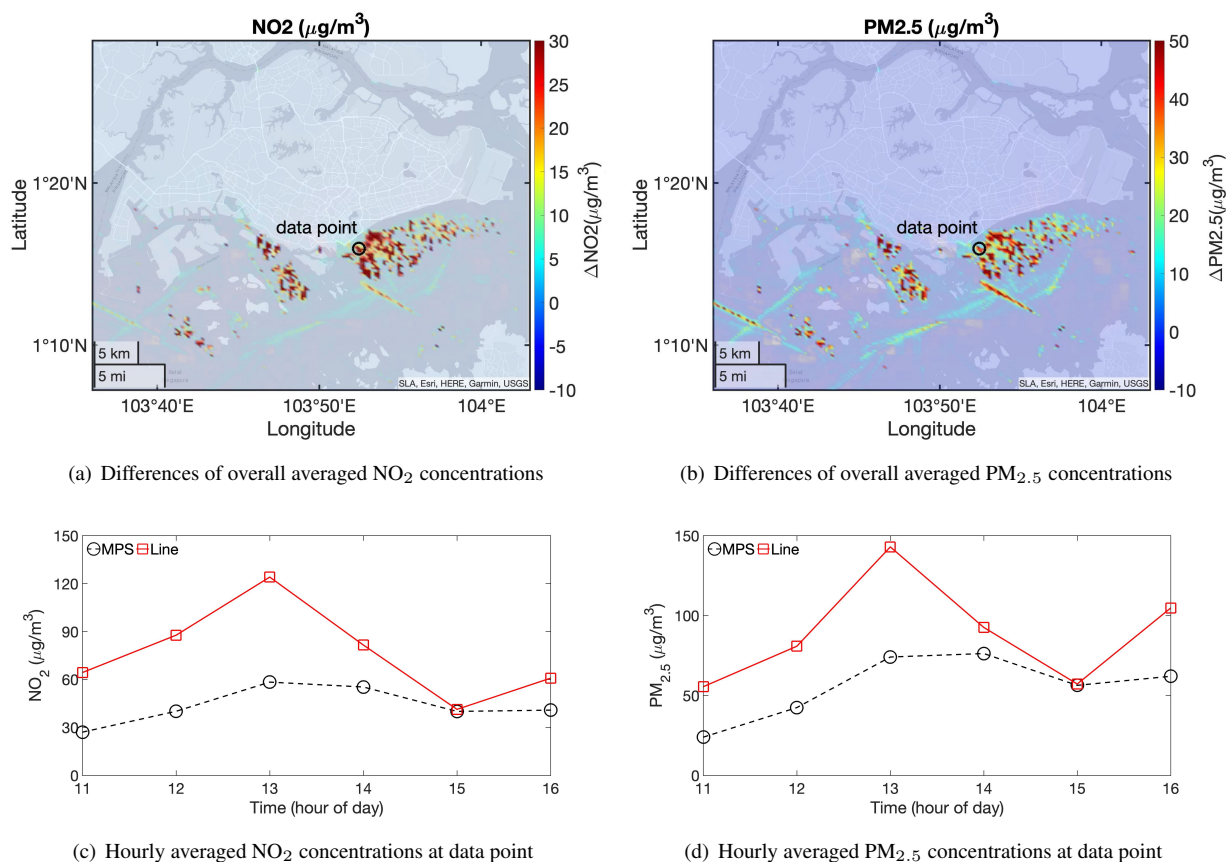 NO2 (μg/m³)
30
25
20
15
10
5
0
-5
-10
ΔNO2(μg/m³)
Latitude
1°20'N
1°10'N
data point
5 km
5 mi
SLA, Esri, HERE, Garmin, USGS
103°40'E
103°50'E
104°E
Longitude
(a) Differences of overall averaged NO₂ concentrations
PM2.5 (μg/m³)
50
40
30
20
10
0
-10
ΔPM2.5(μg/m³)
Latitude
1°20'N
1°10'N
data point
5 km
5 mi
SLA, Esri, HERE, Garmin, USGS
103°40'E
103°50'E
104°E
Longitude
(b) Differences of overall averaged PM₂.₅ concentrations
MPS Line
NO₂ (μg/m³)
150
120
90
60
30
0
11 12 13 14 15 16
Time (hour of day)
(c) Hourly averaged NO₂ concentrations at data point
MPS Line
PM₂.₅ (μg/m³)
150
100
50
0
11 12 13 14 15 16
Time (hour of day)
(d) Hourly averaged PM₂.₅ concentrations at data point